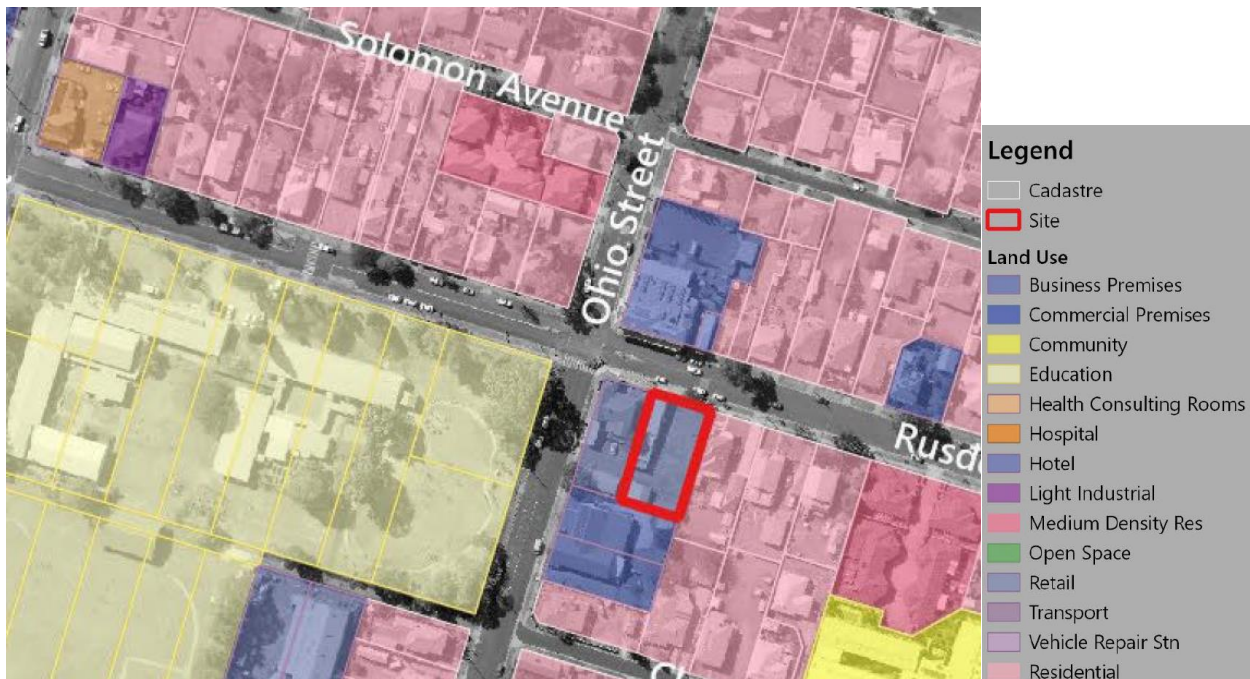 Solomon Avenue
Ohio Street
Legend
Cadastre
Site
Land Use
Business Premises
Commercial Premises
Community
Education
Health Consulting Rooms
Hospital
Hotel
Light Industrial
Medium Density Res
Open Space
Retail
Transport
Vehicle Repair Stn
Residential